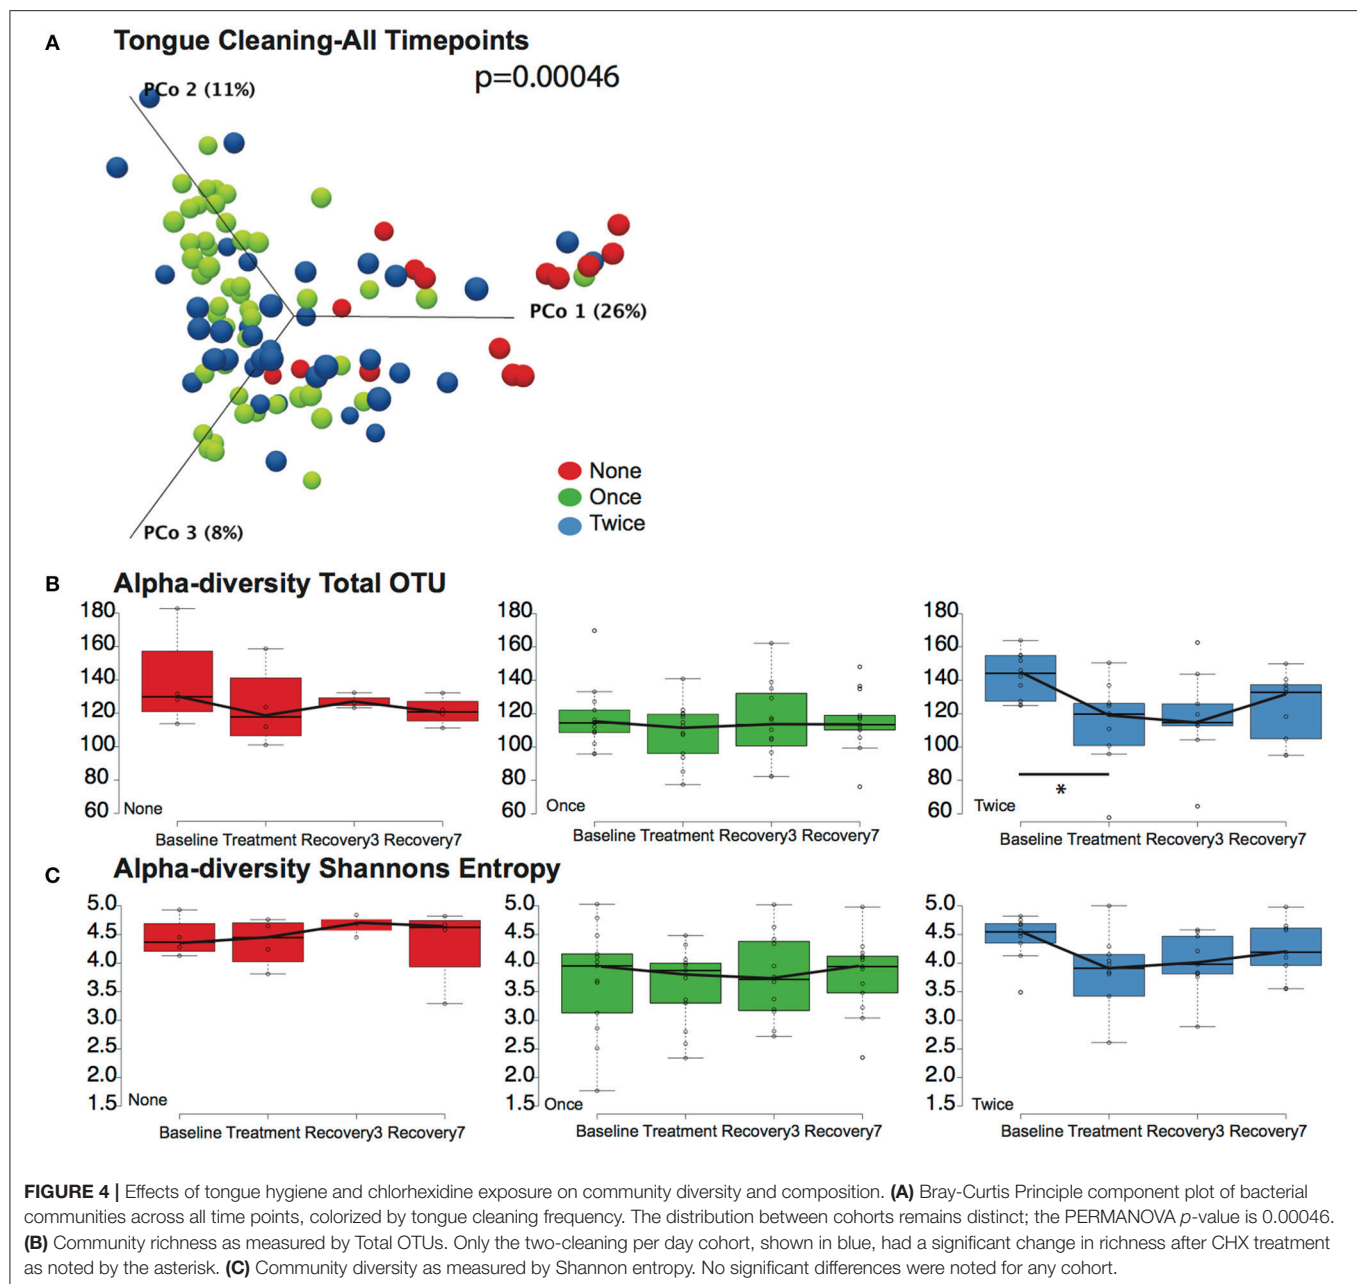 A Tongue Cleaning-All Timepoints
p=0.00046
PCo 2 (11%)
PCo 1 (26%)
None
Once
Twice
PCo 3 (8%)
B Alpha-diversity Total OTU
180
160
140
120
100
80
60
None
Baseline Treatment Recovery3 Recovery7
180
160
140
120
100
80
60
Once
Baseline Treatment Recovery3 Recovery7
180
160
140
120
100
80
60
*
Twice
Baseline Treatment Recovery3 Recovery7
C Alpha-diversity Shannons Entropy
5.0
4.5
4.0
3.5
3.0
2.5
2.0
1.5
None
Baseline Treatment Recovery3 Recovery7
5.0
4.5
4.0
3.5
3.0
2.5
2.0
1.5
Once
Baseline Treatment Recovery3 Recovery7
5.0
4.5
4.0
3.5
3.0
2.5
2.0
1.5
Twice
Baseline Treatment Recovery3 Recovery7
FIGURE 4 | Effects of tongue hygiene and chlorhexidine exposure on community diversity and composition. (A) Bray-Curtis Principle component plot of bacterial
communities across all time points, colorized by tongue cleaning frequency. The distribution between cohorts remains distinct; the PERMANOVA p-value is 0.00046.
(B) Community richness as measured by Total OTUs. Only the two-cleaning per day cohort, shown in blue, had a significant change in richness after CHX treatment
as noted by the asterisk. (C) Community diversity as measured by Shannon entropy. No significant differences were noted for any cohort.